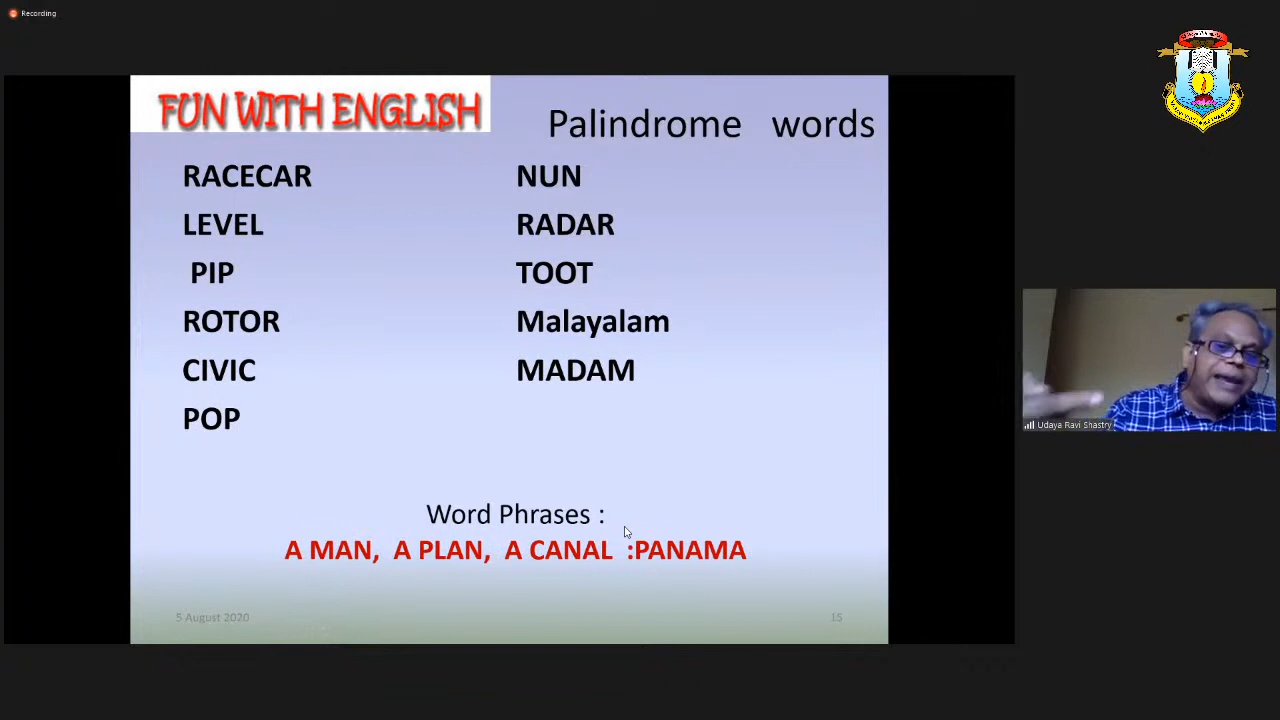 Recording
FUN WITH ENGLISH
Palindrome words
RACECAR
LEVEL
PIP
ROTOR
CIVIC
POP
NUN
RADAR
TOOT
Malayalam
MADAM
Word Phrases :
A MAN, A PLAN, A CANAL :PANAMA
5 August 2020
15
Udaya Ravi Shastry